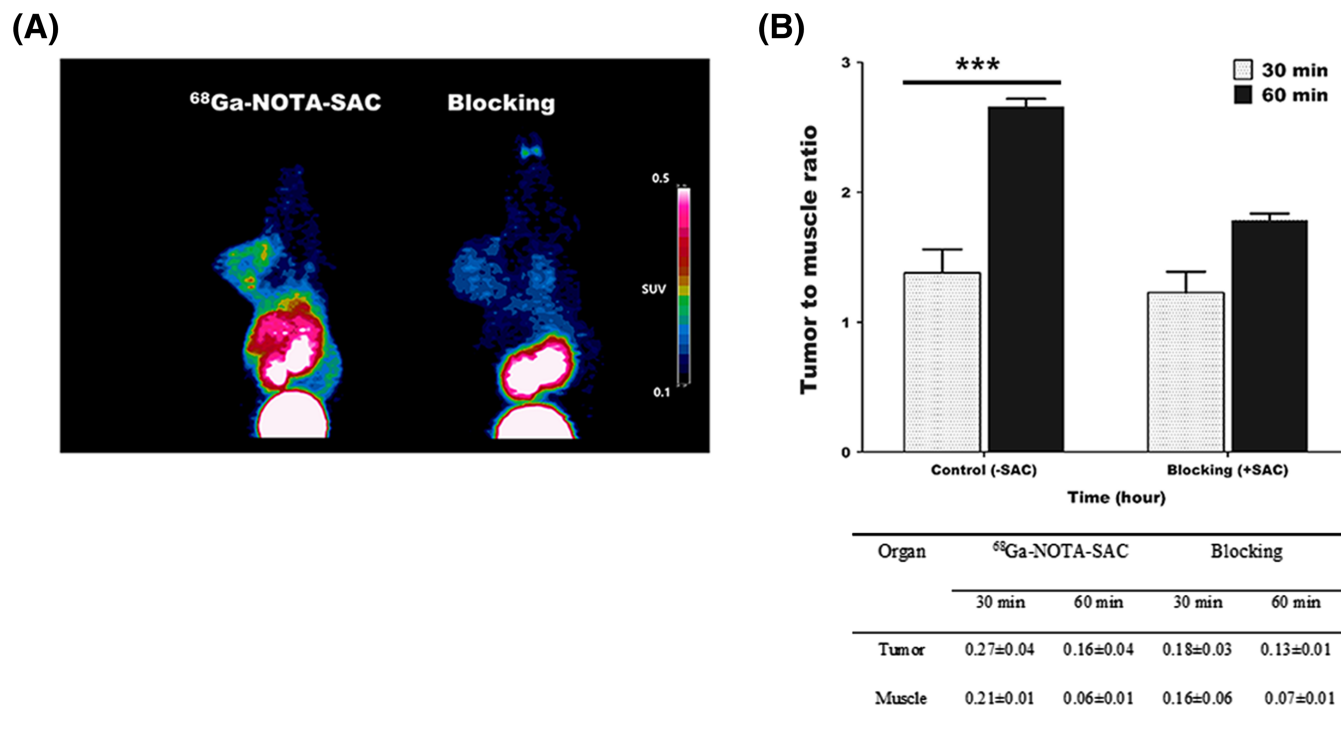 (A)
⁶⁸Ga-NOTA-SAC Blocking
0.5
SUV
0.1
(B)
Tumor to muscle ratio
3
2
1
0
***
30 min
60 min
Control (-SAC) Blocking (+SAC)
Time (hour)
Organ ⁶⁸Ga-NOTA-SAC Blocking
30 min 60 min 30 min 60 min
Tumor 0.27±0.04 0.16±0.04 0.18±0.03 0.13±0.01
Muscle 0.21±0.01 0.06±0.01 0.16±0.06 0.07±0.01